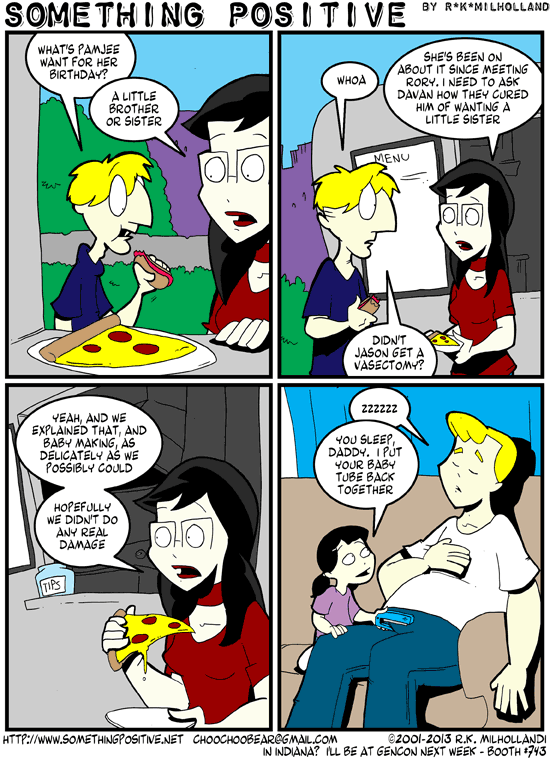 SOMETHING POSITIVE BY R*K*MILHOLLAND
WHAT'S PAMJEE
WANT FOR HER
BIRTHDAY?
A LITTLE
BROTHER
OR SISTER
WHOA
SHE'S BEEN ON
ABOUT IT SINCE MEETING
RORY. I NEED TO ASK
DAVAN HOW THEY CURED
HIM OF WANTING A
LITTLE SISTER
MENU
DIDN'T
JASON GET A
VASECTOMY?
YEAH, AND WE
EXPLAINED THAT, AND
BABY MAKING, AS
DELICATELY AS WE
POSSIBLY COULD
HOPEFULLY
WE DIDN'T DO
ANY REAL
DAMAGE
TIPS
ZZZZZZ
YOU SLEEP,
DADDY. I PUT
YOUR BABY
TUBE BACK
TOGETHER
HTTP://WWW.SOMETHINGPOSITIVE.NET CHOOCHOOBEAR@GMAIL.COM ©2001-2013 R.K. MILHOLLANDI
IN INDIANA? I'LL BE AT GENCON NEXT WEEK - BOOTH #743